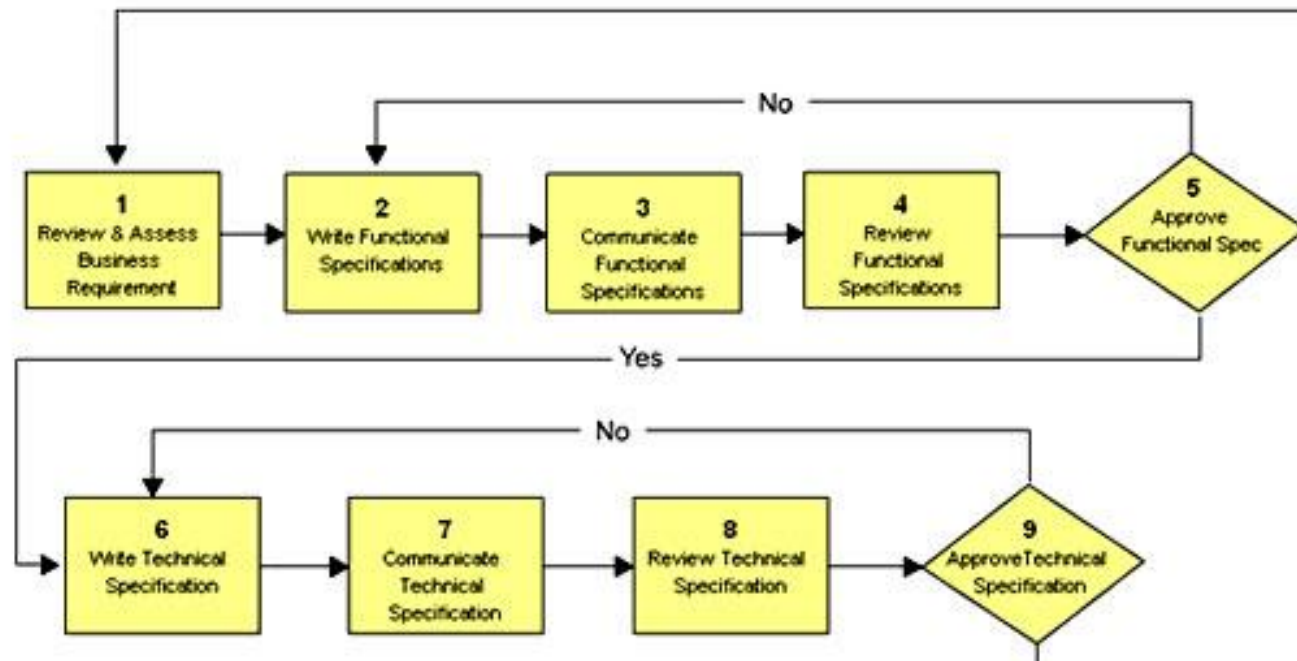 No
1
Review & Assess
Business
Requirement
2
Write Functional
Specifications
3
Communicate
Functional
Specifications
4
Review
Functional
Specifications
5
Approve
Functional Spec
Yes
No
6
Write Technical
Specification
7
Communicate
Technical
Specification
8
Review Technical
Specification
9
ApproveTechnical
Specification